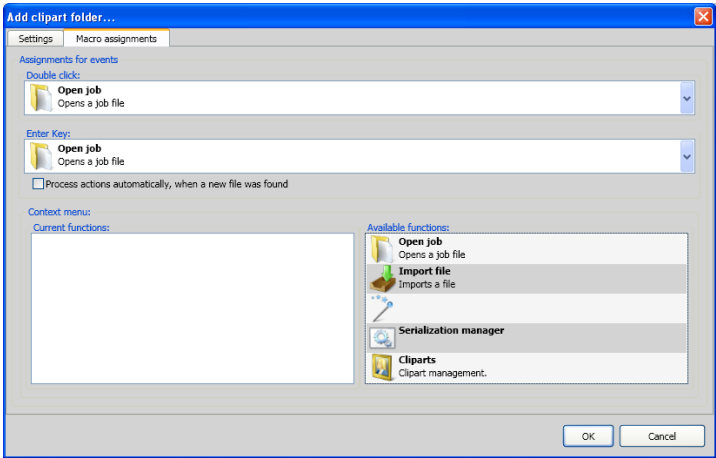 Add clipart folder...
Settings
Macro assignments
Assignments for events
Double click:
Open job
Opens a job file
Enter Key:
Open job
Opens a job file
Process actions automatically, when a new file was found
Context menu:
Current functions:
Available functions:
Open job
Opens a job file
Import file
Imports a file
Serialization manager
Cliparts
Clipart management.
OK
Cancel